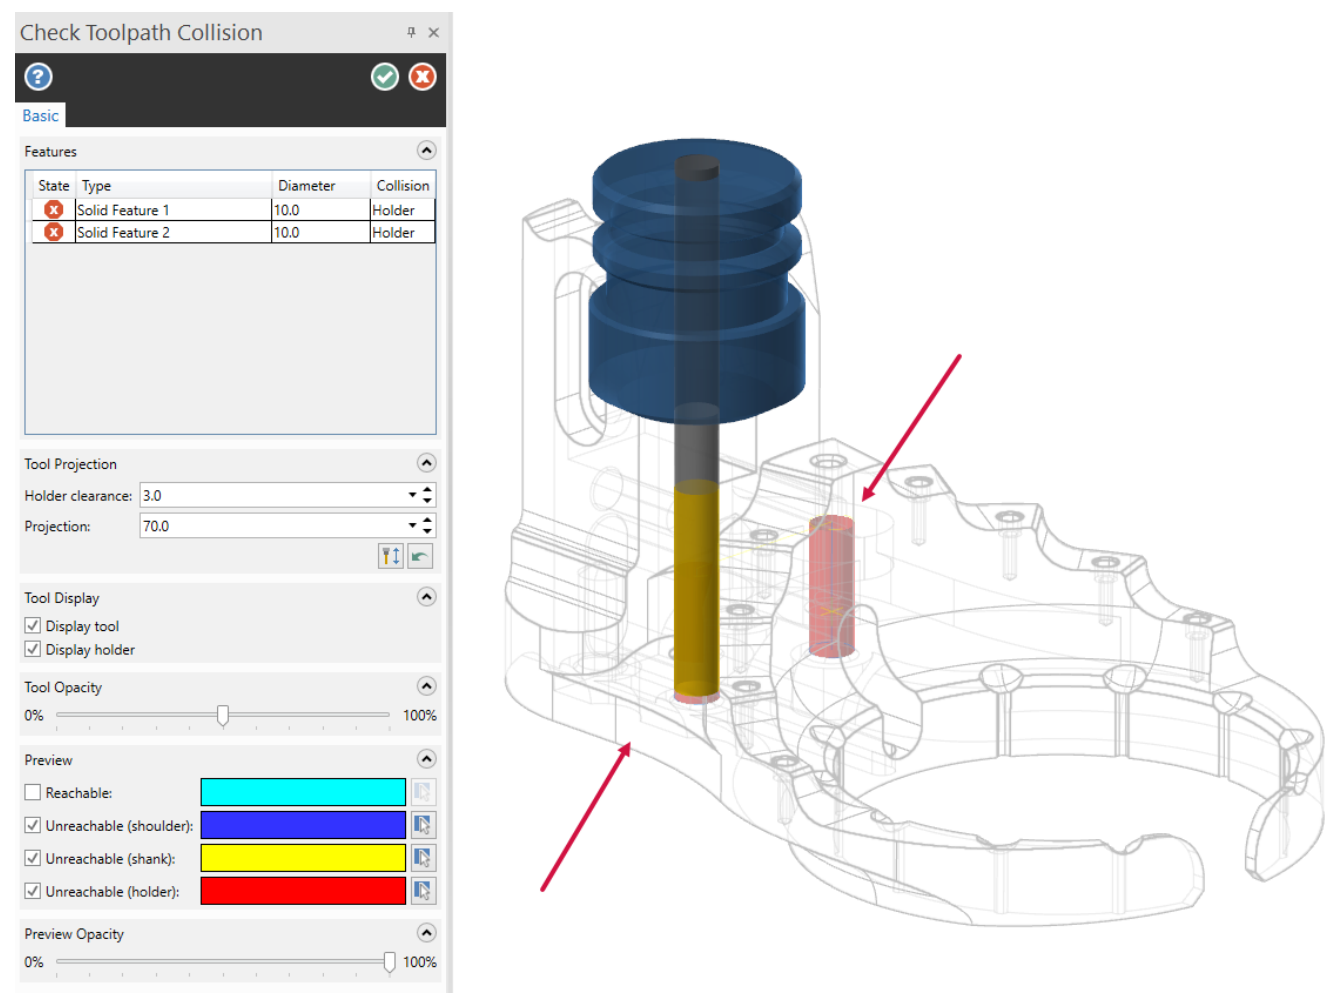 Check Toolpath Collision
Basic
Features
State Type Diameter Collision
Solid Feature 1 10.0 Holder
Solid Feature 2 10.0 Holder
Tool Projection
Holder clearance: 3.0
Projection: 70.0
Tool Display
Display tool
Display holder
Tool Opacity
0% 100%
Preview
Reachable:
Unreachable (shoulder):
Unreachable (shank):
Unreachable (holder):
Preview Opacity
0% 100%